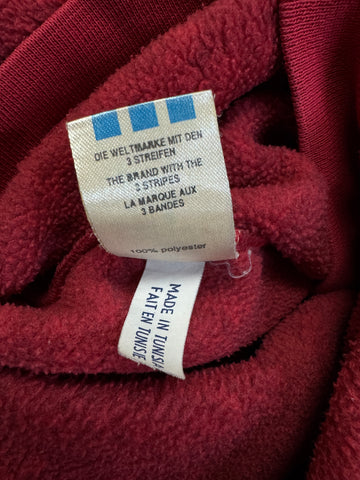 DIE WELTMARKE MIT DEN
3 STREIFEN
THE BRAND WITH THE
3 STRIPES
LA MARQUE AUX
3 BANDES
100% polyester
MADE IN TUNISIA
FAIT EN TUNISIE